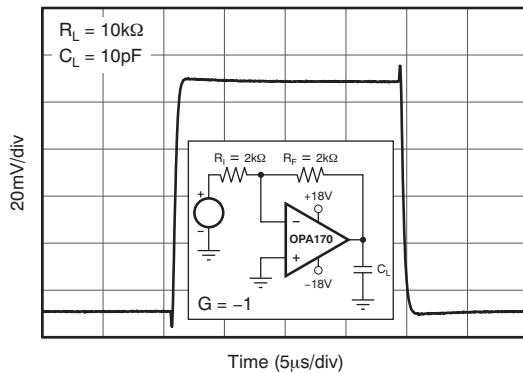 R_L = 10kΩ
C_L = 10pF
20mV/div
R_I = 2kΩ
R_F = 2kΩ
+
−
+18V
−
OPA170
+
−18V
C_L
G = −1
Time (5μs/div)